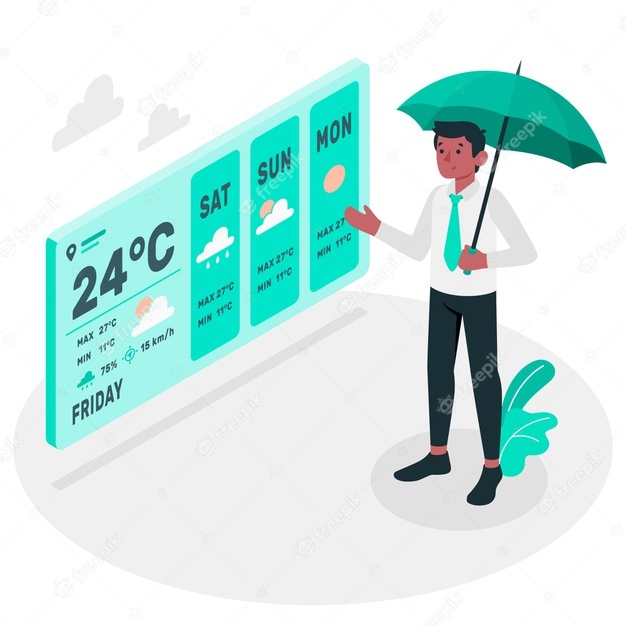 24°C
MAX 27°C
MIN 11°C
75% 15 km/h
FRIDAY
SAT
MAX 27°C
MIN 11°C
SUN
MAX 27°C
MIN 11°C
MON
MAX 27
MIN 11°C
freepik